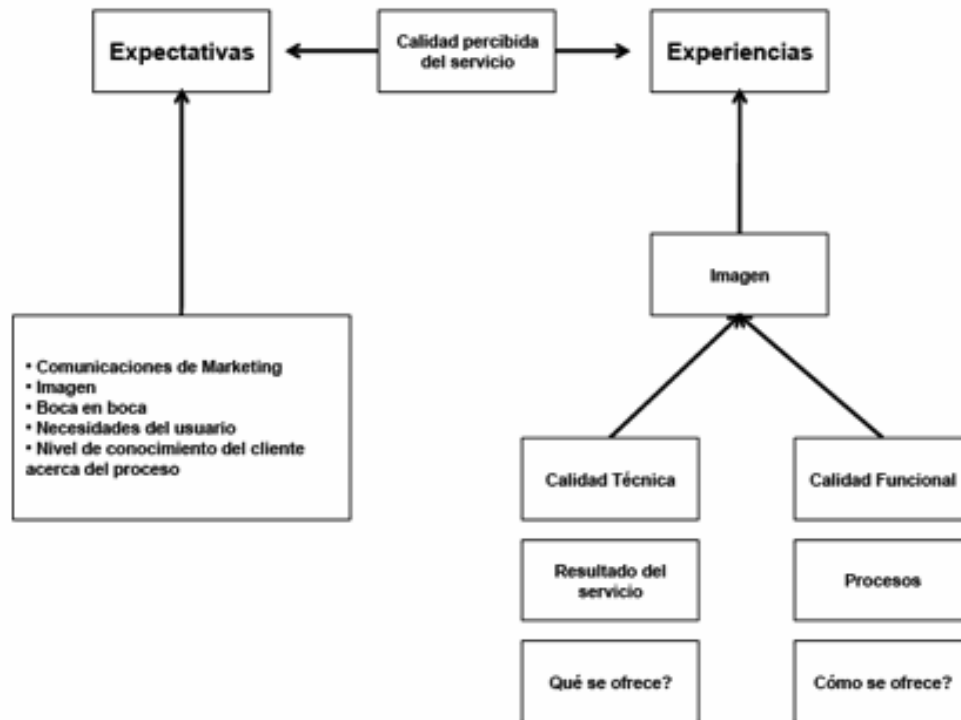 Expectativas
Calidad percibida
del servicio
Experiencias
Imagen
• Comunicaciones de Marketing
• Imagen
• Boca en boca
• Necesidades del usuario
• Nivel de conocimiento del cliente
acerca del proceso
Calidad Técnica
Calidad Funcional
Resultado del
servicio
Procesos
Qué se ofrece?
Cómo se ofrece?